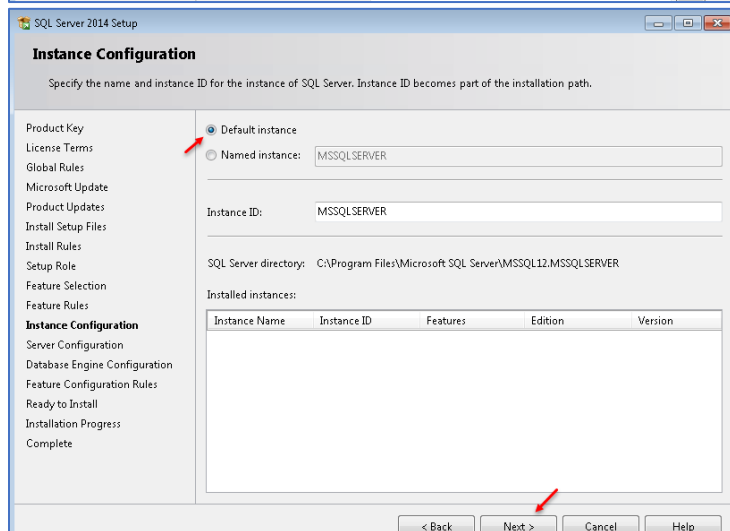 SQL Server 2014 Setup
Instance Configuration
Specify the name and instance ID for the instance of SQL Server. Instance ID becomes part of the installation path.
Product Key
License Terms
Global Rules
Microsoft Update
Product Updates
Install Setup Files
Install Rules
Setup Role
Feature Selection
Feature Rules
Instance Configuration
Server Configuration
Database Engine Configuration
Feature Configuration Rules
Ready to Install
Installation Progress
Complete
Default instance
Named instance: MSSQLSERVER
Instance ID: MSSQLSERVER
SQL Server directory: C:\Program Files\Microsoft SQL Server\MSSQL12.MSSQLSERVER
Installed instances:
Instance Name Instance ID Features Edition Version
< Back Next > Cancel Help